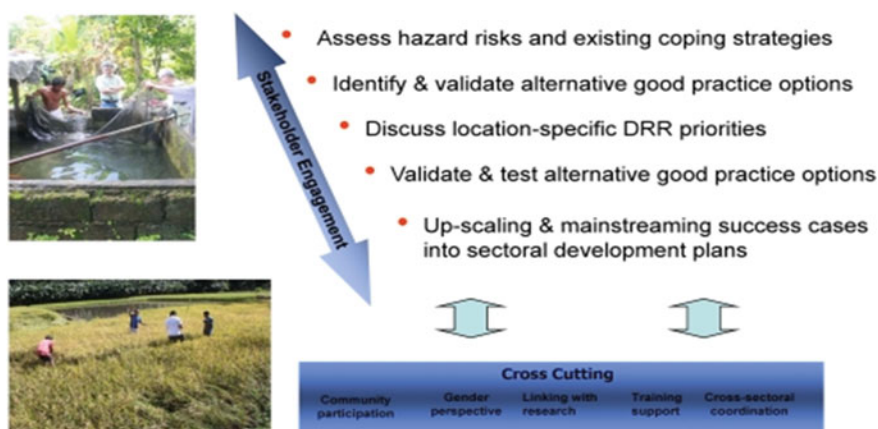 Stakeholder Engagement
• Assess hazard risks and existing coping strategies
• Identify & validate alternative good practice options
• Discuss location-specific DRR priorities
• Validate & test alternative good practice options
• Up-scaling & mainstreaming success cases
into sectoral development plans
Cross Cutting
Community
participation
Gender
perspective
Linking with
research
Training
support
Cross-sectoral
coordination